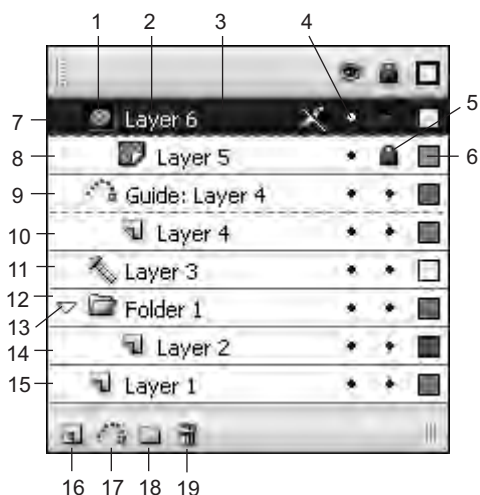 1 2 3 4
5
7 Layer 6
8 Layer 5 6
9 Guide: Layer 4
10 Layer 4
11 Layer 3
12 Folder 1
13
14 Layer 2
15 Layer 1
16 17 18 19